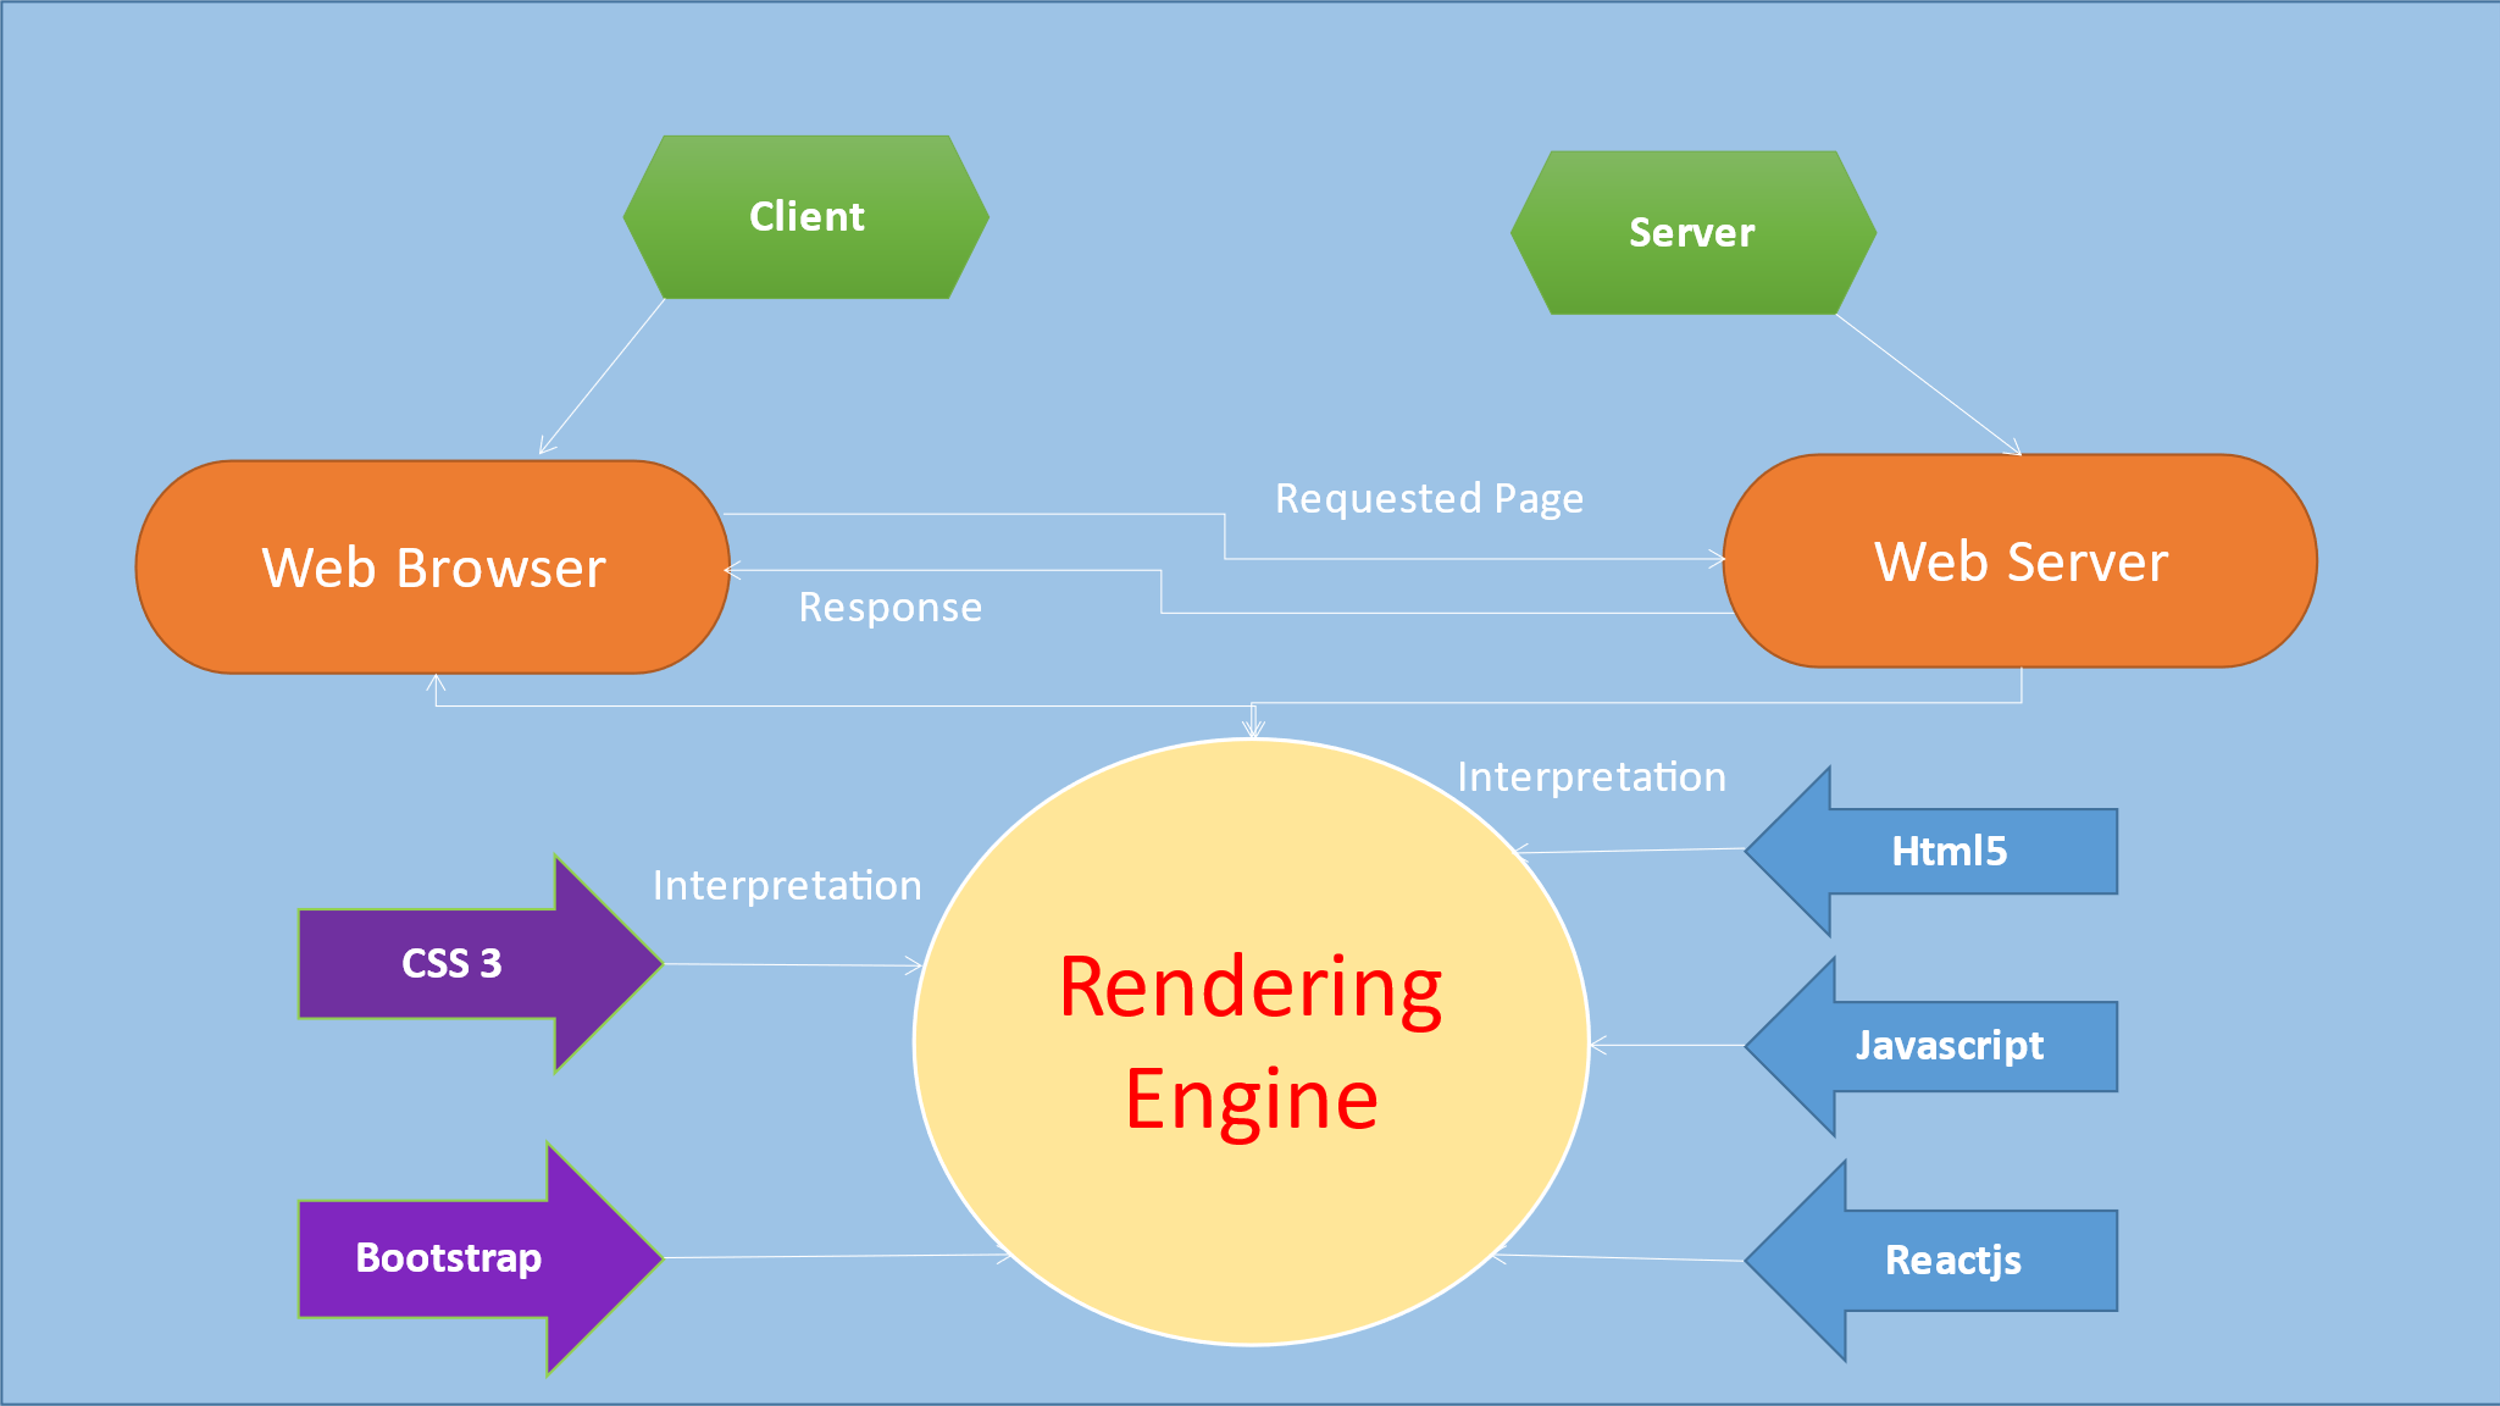 Client
Server
Requested Page
Web Browser
Web Server
Response
Interpretation
Html5
Interpretation
CSS 3
Rendering
Engine
Javascript
Bootstrap
Reactjs